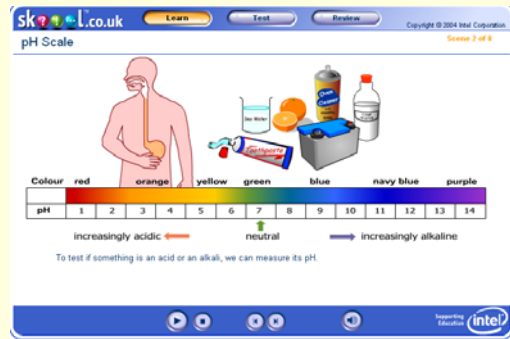 skoool.co.uk Learn Test Review Copyright © 2004 Intel Corporation
pH Scale Scene 2 of 8
Oven Cleaner
Sea Water
Toothpaste
Colour red orange yellow green blue navy blue purple
pH 1 2 3 4 5 6 7 8 9 10 11 12 13 14
increasingly acidic neutral increasingly alkaline
To test if something is an acid or an alkali, we can measure its pH.
Supporting Education intel